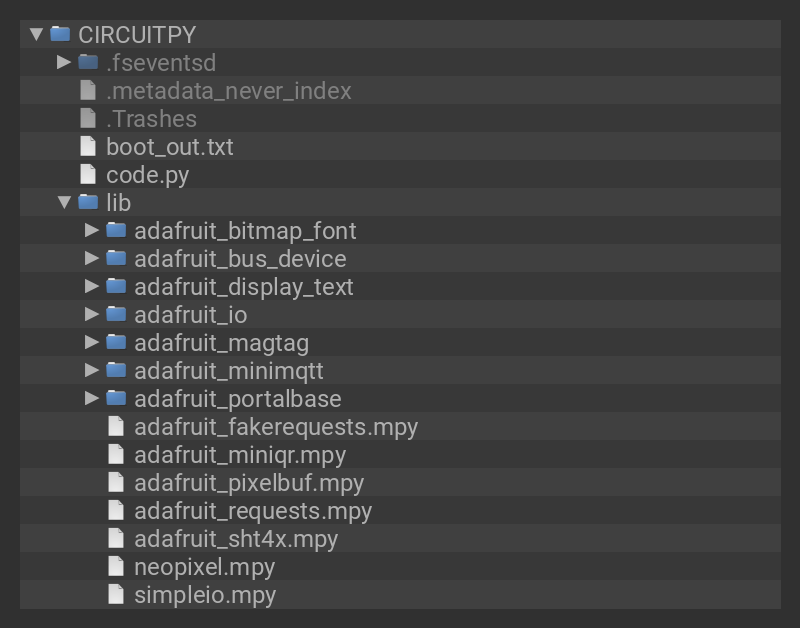 CIRCUITPY
.fseventsd
.metadata_never_index
.Trashes
boot_out.txt
code.py
lib
adafruit_bitmap_font
adafruit_bus_device
adafruit_display_text
adafruit_io
adafruit_magtag
adafruit_minimqtt
adafruit_portalbase
adafruit_fakerequests.mpy
adafruit_miniqr.mpy
adafruit_pixelbuf.mpy
adafruit_requests.mpy
adafruit_sht4x.mpy
neopixel.mpy
simpleio.mpy